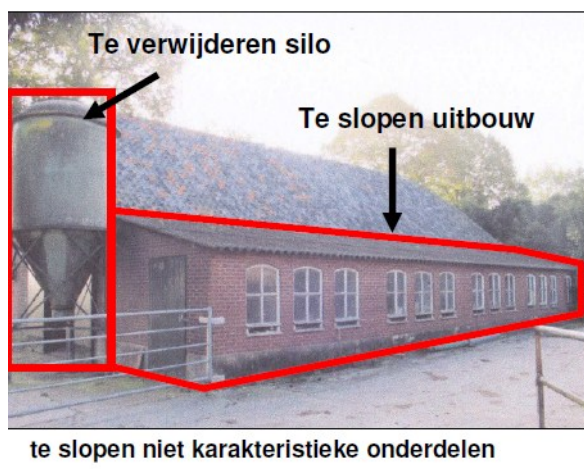 Te verwijderen silo
Te slopen uitbouw
te slopen niet karakteristieke onderdelen